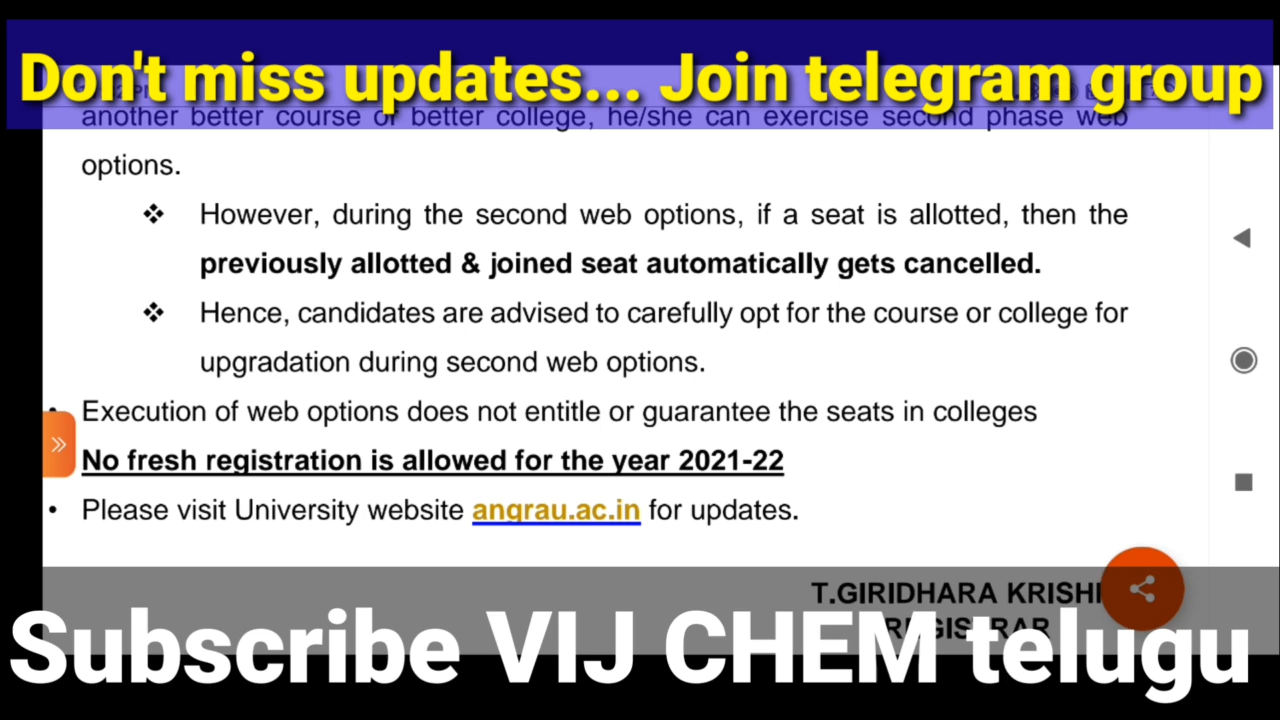 Don't miss updates... Join telegram group
another better course or better college, he/she can exercise second phase web
options.
❖ However, during the second web options, if a seat is allotted, then the
previously allotted & joined seat automatically gets cancelled.
❖ Hence, candidates are advised to carefully opt for the course or college for
upgradation during second web options.
• Execution of web options does not entitle or guarantee the seats in colleges
No fresh registration is allowed for the year 2021-22
• Please visit University website angrau.ac.in for updates.
T.GIRIDHARA
REGISTRAR
Subscribe VIJ CHEM telugu